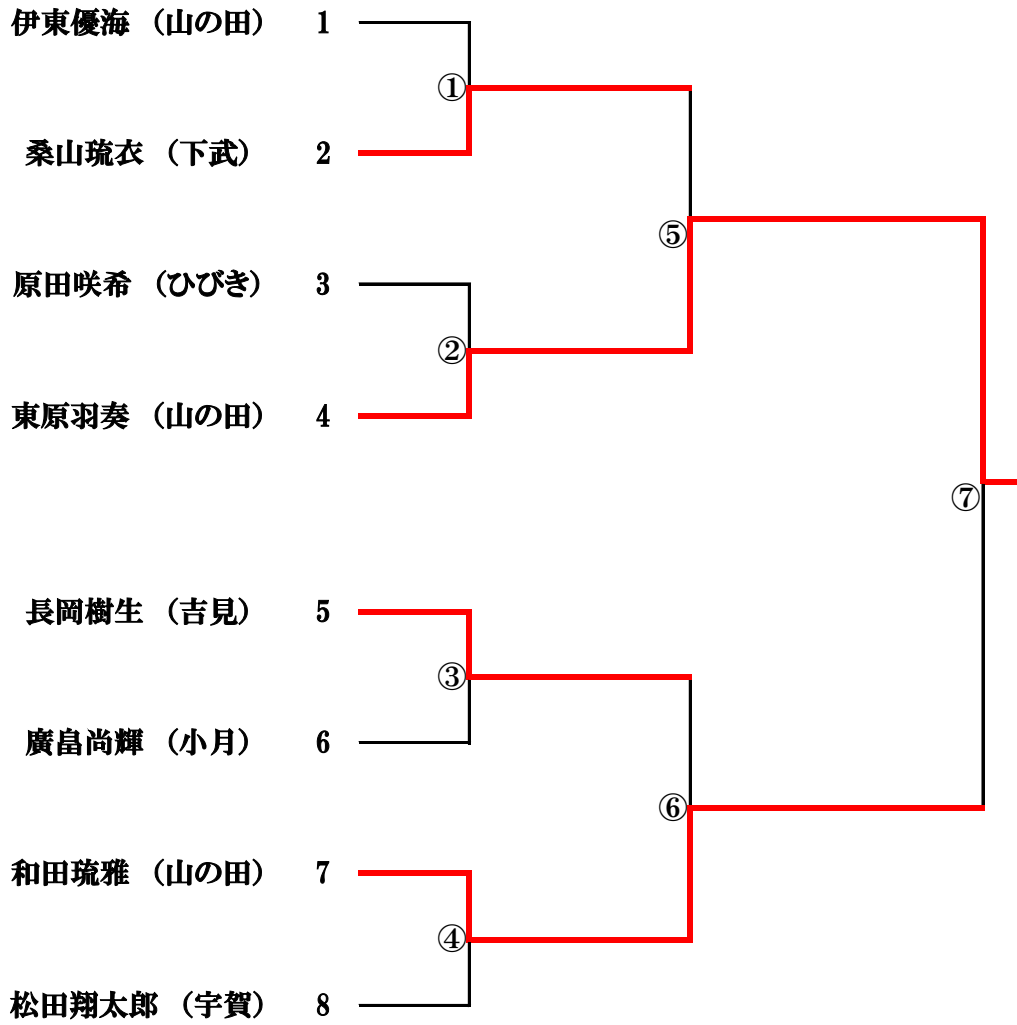 伊東優海 （山の田） 1
①
桑山琉衣 （下武） 2
⑤
原田咲希 （ひびき） 3
②
東原羽奏 （山の田） 4
⑦
長岡樹生 （吉見） 5
③
廣畠尚輝 （小月） 6
⑥
和田琉雅 （山の田） 7
④
松田翔太郎 （宇賀） 8